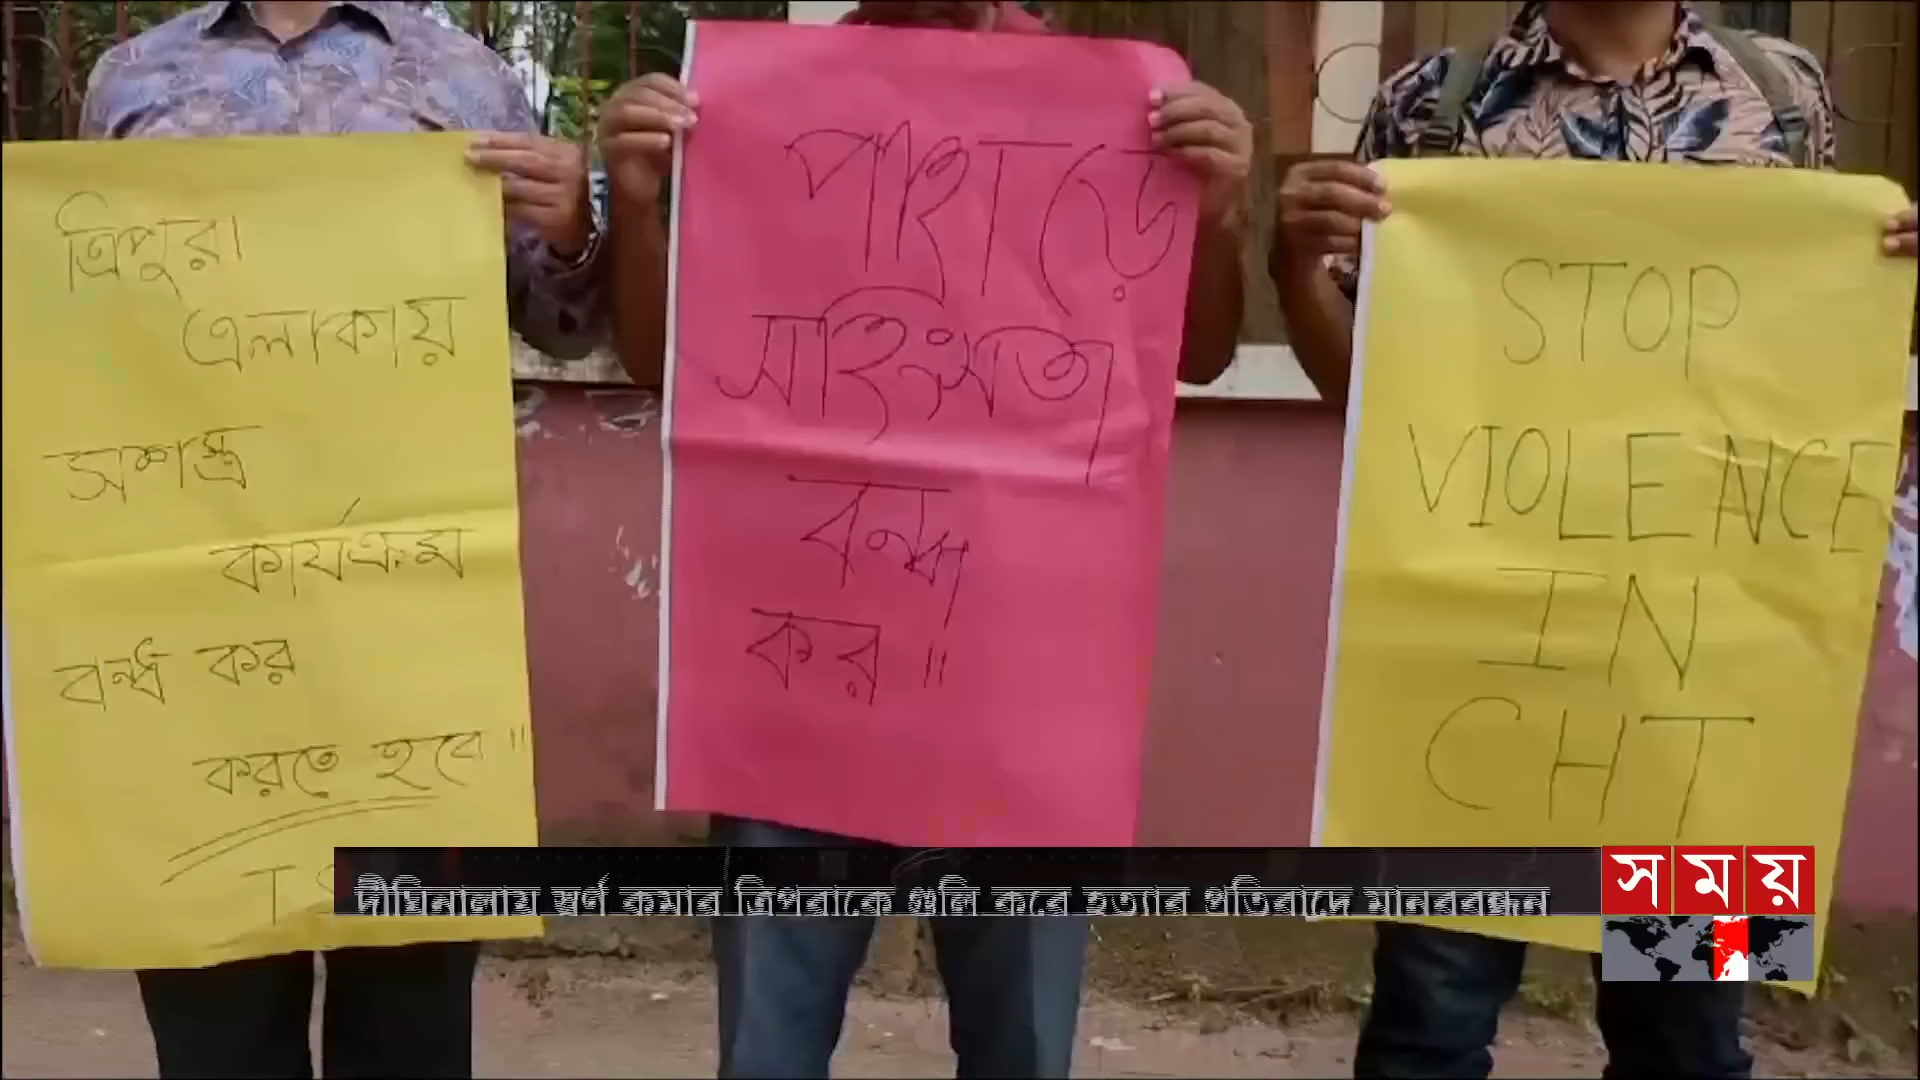 ত্রিপুরা
এলাকায়
সশস্ত্র
কার্যক্রম
বন্ধ কর
করতে হবে॥
পাহাড়ে
সহিংসতা
বন্ধ
কর॥
STOP
VIOLENCE
IN
CHT
দীঘিনালায় স্বর্ণ কুমার ত্রিপুরাকে গুলি করে হত্যার প্রতিবাদে মানববন্ধন
সময়